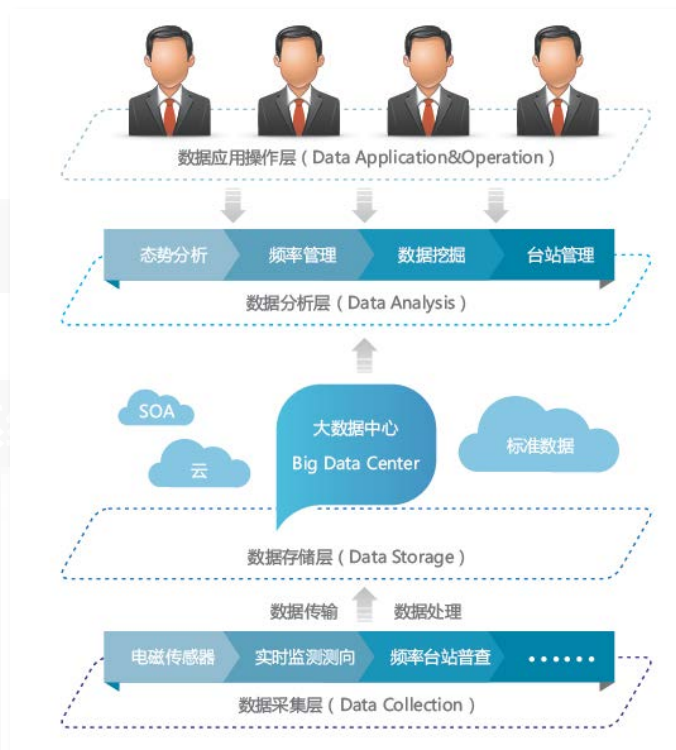 数据应用操作层（Data Application&Operation）
态势分析 频率管理 数据挖掘 台站管理
数据分析层（Data Analysis）
SOA
云
大数据中心
Big Data Center
标准数据
数据存储层（Data Storage）
数据传输 数据处理
电磁传感器 实时监测测向 频率台站普查 ······
数据采集层（Data Collection）